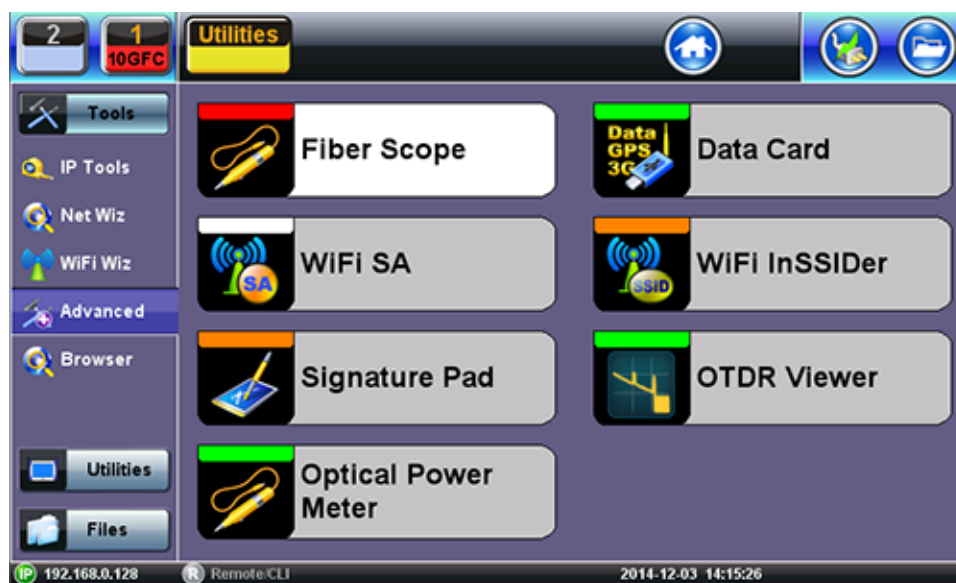 2
1
10GFC
Utilities
Tools
IP Tools
Net Wiz
WiFi Wiz
Advanced
Browser
Utilities
Files
Fiber Scope
Data
GPS
3G
Data Card
SA
WiFi SA
SSID
WiFi InSSIDer
Signature Pad
OTDR Viewer
Optical Power
Meter
IP 192.168.0.128
R Remote/CLI
2014-12-03 14:15:26